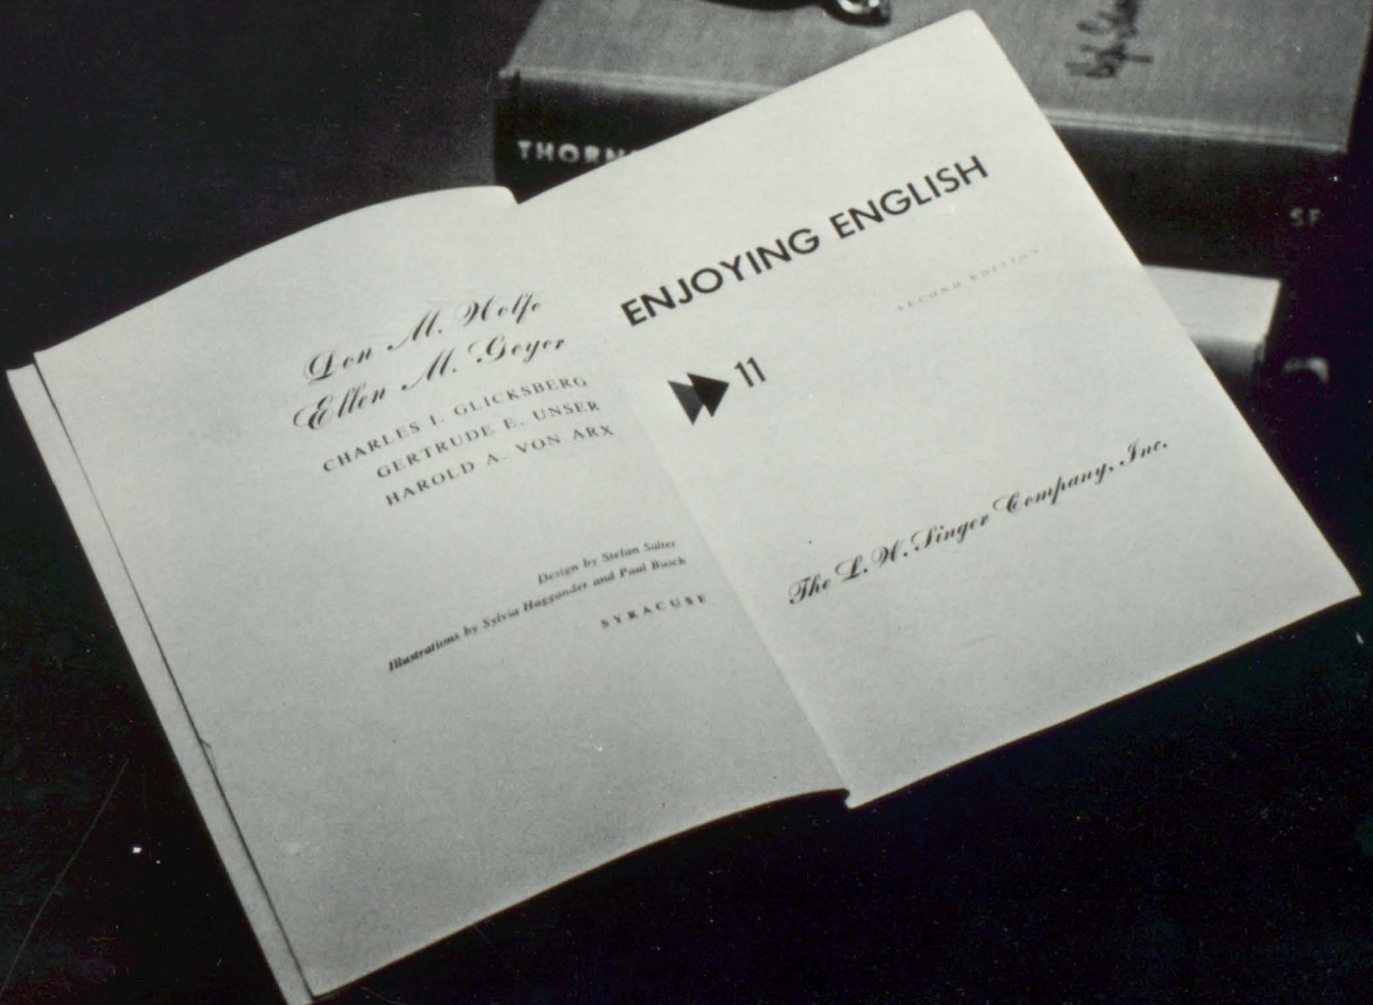 THORN
SF
Don M. Wolfe
Ellen M. Geyer
CHARLES I. GLICKSBERG
GERTRUDE E. UNSER
HAROLD A. VON ARX
Design by Stefan Salter
Illustrations by Sylvia Haggander and Paul Busch
SYRACUSE
ENJOYING ENGLISH
SECOND EDITION
11
The L. W. Singer Company, Inc.